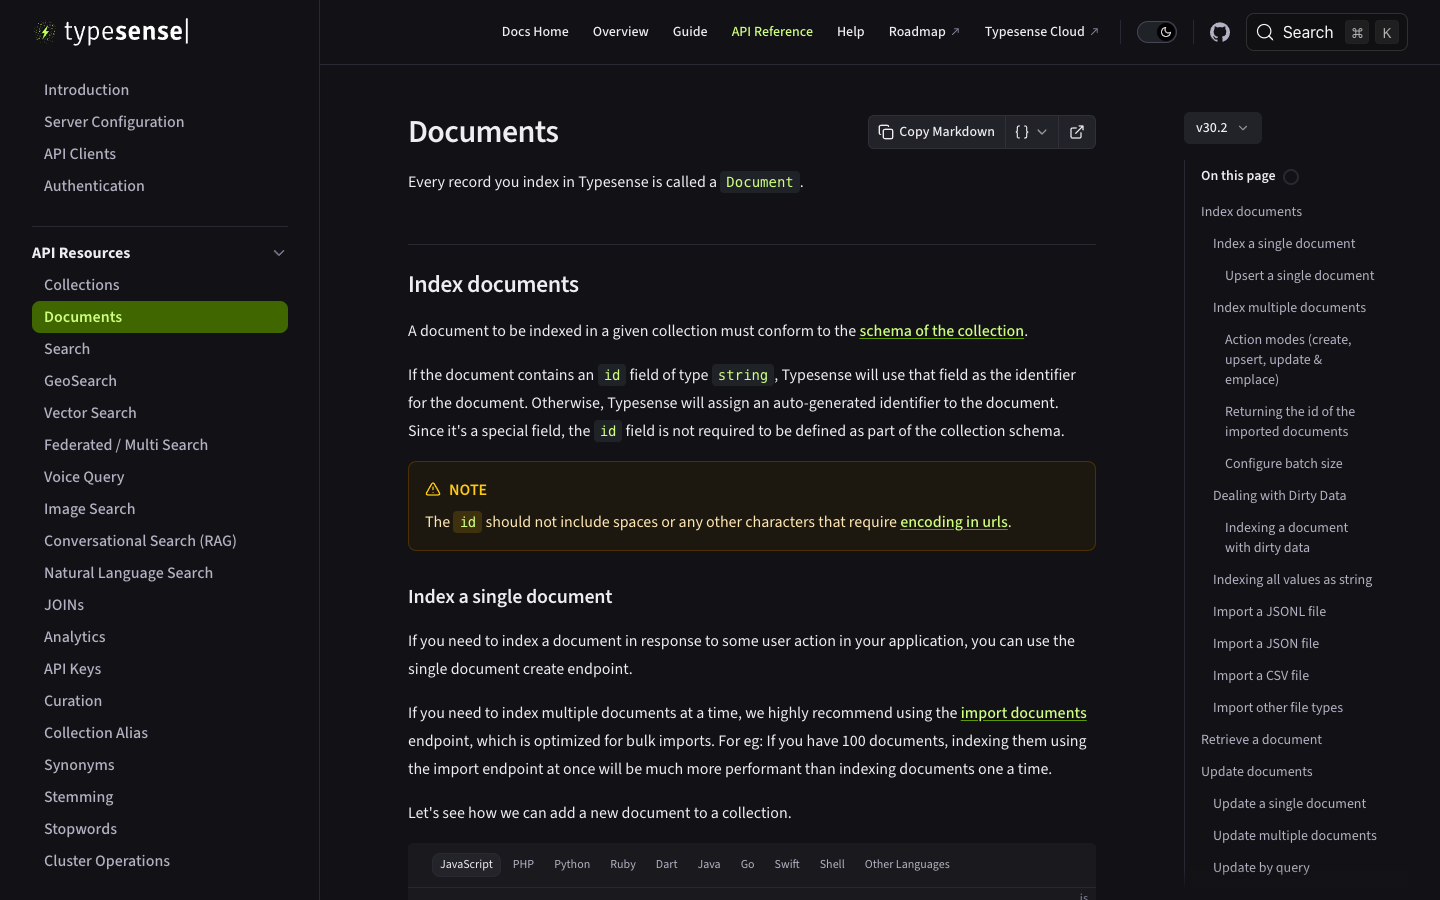 typesense
Docs Home
Overview
Guide
API Reference
Help
Roadmap
Typesense Cloud
Search
⌘
K
Introduction
Server Configuration
API Clients
Authentication
API Resources
Collections
Documents
Search
GeoSearch
Vector Search
Federated / Multi Search
Voice Query
Image Search
Conversational Search (RAG)
Natural Language Search
JOINs
Analytics
API Keys
Curation
Collection Alias
Synonyms
Stemming
Stopwords
Cluster Operations
Documents
Copy Markdown
{ }
Every record you index in Typesense is called a Document.
Index documents
A document to be indexed in a given collection must conform to the schema of the collection.
If the document contains an id field of type string, Typesense will use that field as the identifier
for the document. Otherwise, Typesense will assign an auto-generated identifier to the document.
Since it's a special field, the id field is not required to be defined as part of the collection schema.
NOTE
The id should not include spaces or any other characters that require encoding in urls.
Index a single document
If you need to index a document in response to some user action in your application, you can use the
single document create endpoint.
If you need to index multiple documents at a time, we highly recommend using the import documents
endpoint, which is optimized for bulk imports. For eg: If you have 100 documents, indexing them using
the import endpoint at once will be much more performant than indexing documents one a time.
Let's see how we can add a new document to a collection.
JavaScript
PHP
Python
Ruby
Dart
Java
Go
Swift
Shell
Other Languages
js
v30.2
On this page
Index documents
Index a single document
Upsert a single document
Index multiple documents
Action modes (create,
upsert, update &
emplace)
Returning the id of the
imported documents
Configure batch size
Dealing with Dirty Data
Indexing a document
with dirty data
Indexing all values as string
Import a JSONL file
Import a JSON file
Import a CSV file
Import other file types
Retrieve a document
Update documents
Update a single document
Update multiple documents
Update by query